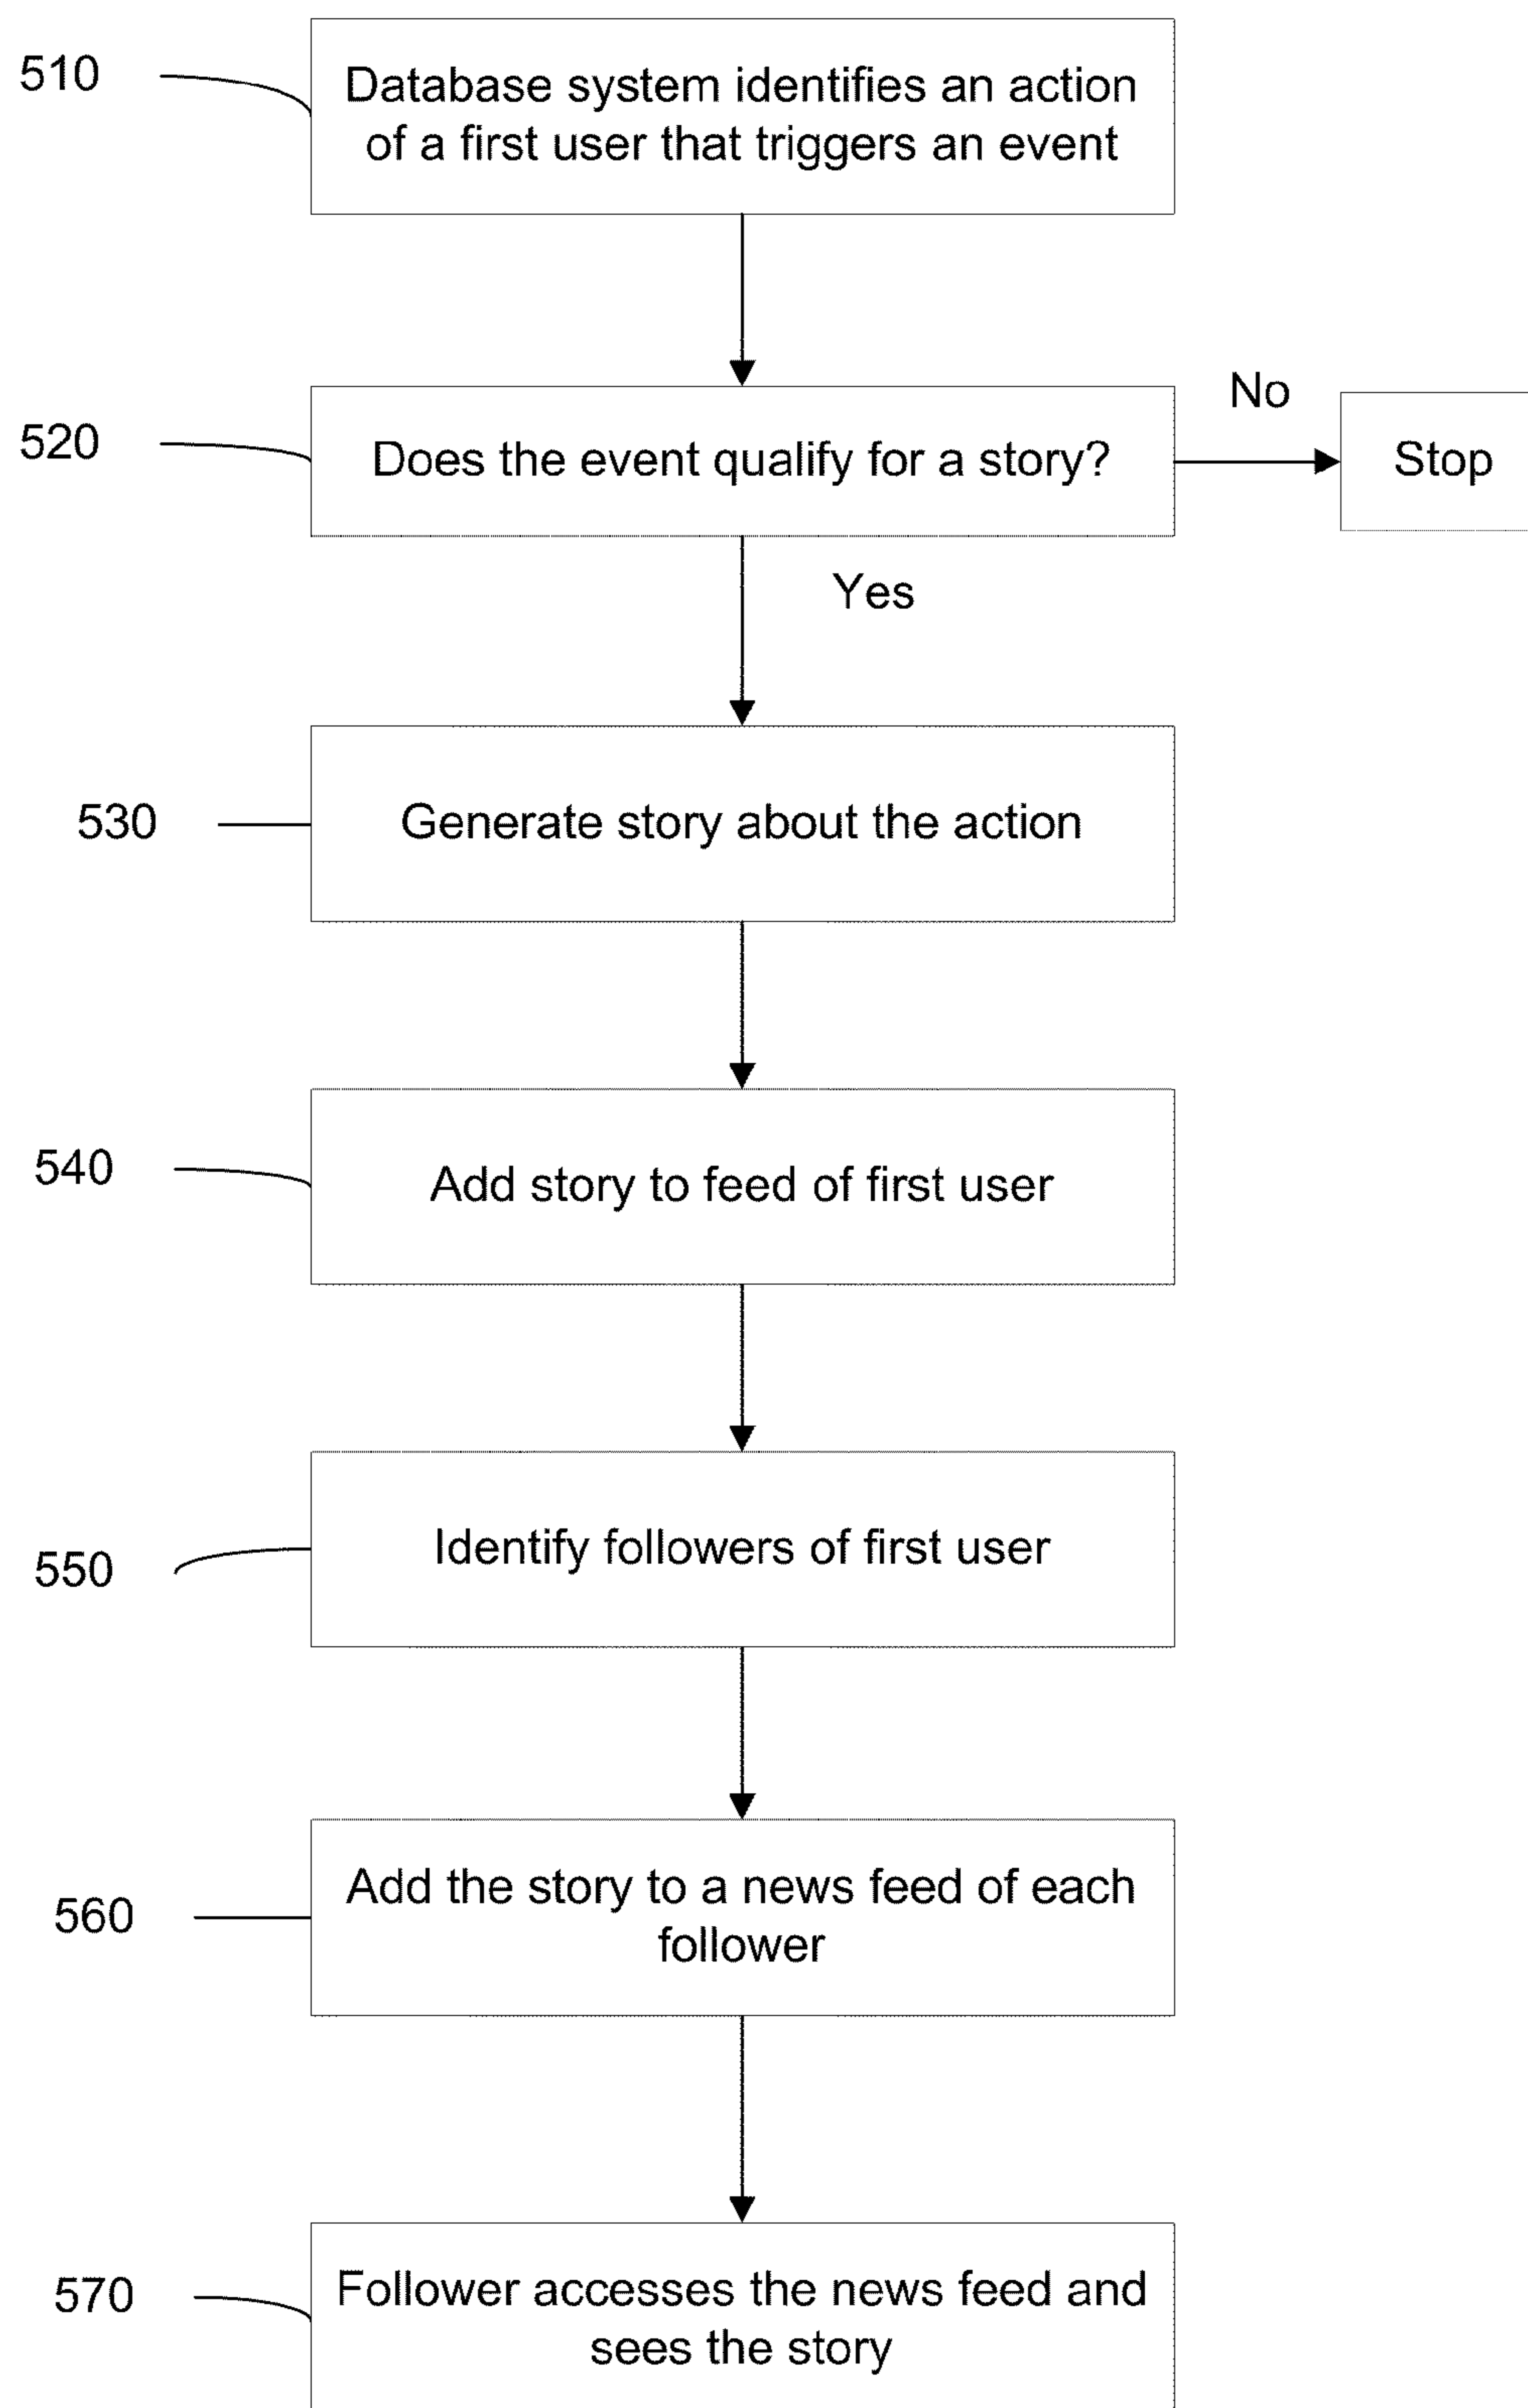 510
Database system identifies an action
of a first user that triggers an event
520
Does the event qualify for a story?
No
Stop
Yes
530
Generate story about the action
540
Add story to feed of first user
550
Identify followers of first user
560
Add the story to a news feed of each
follower
570
Follower accesses the news feed and
sees the story